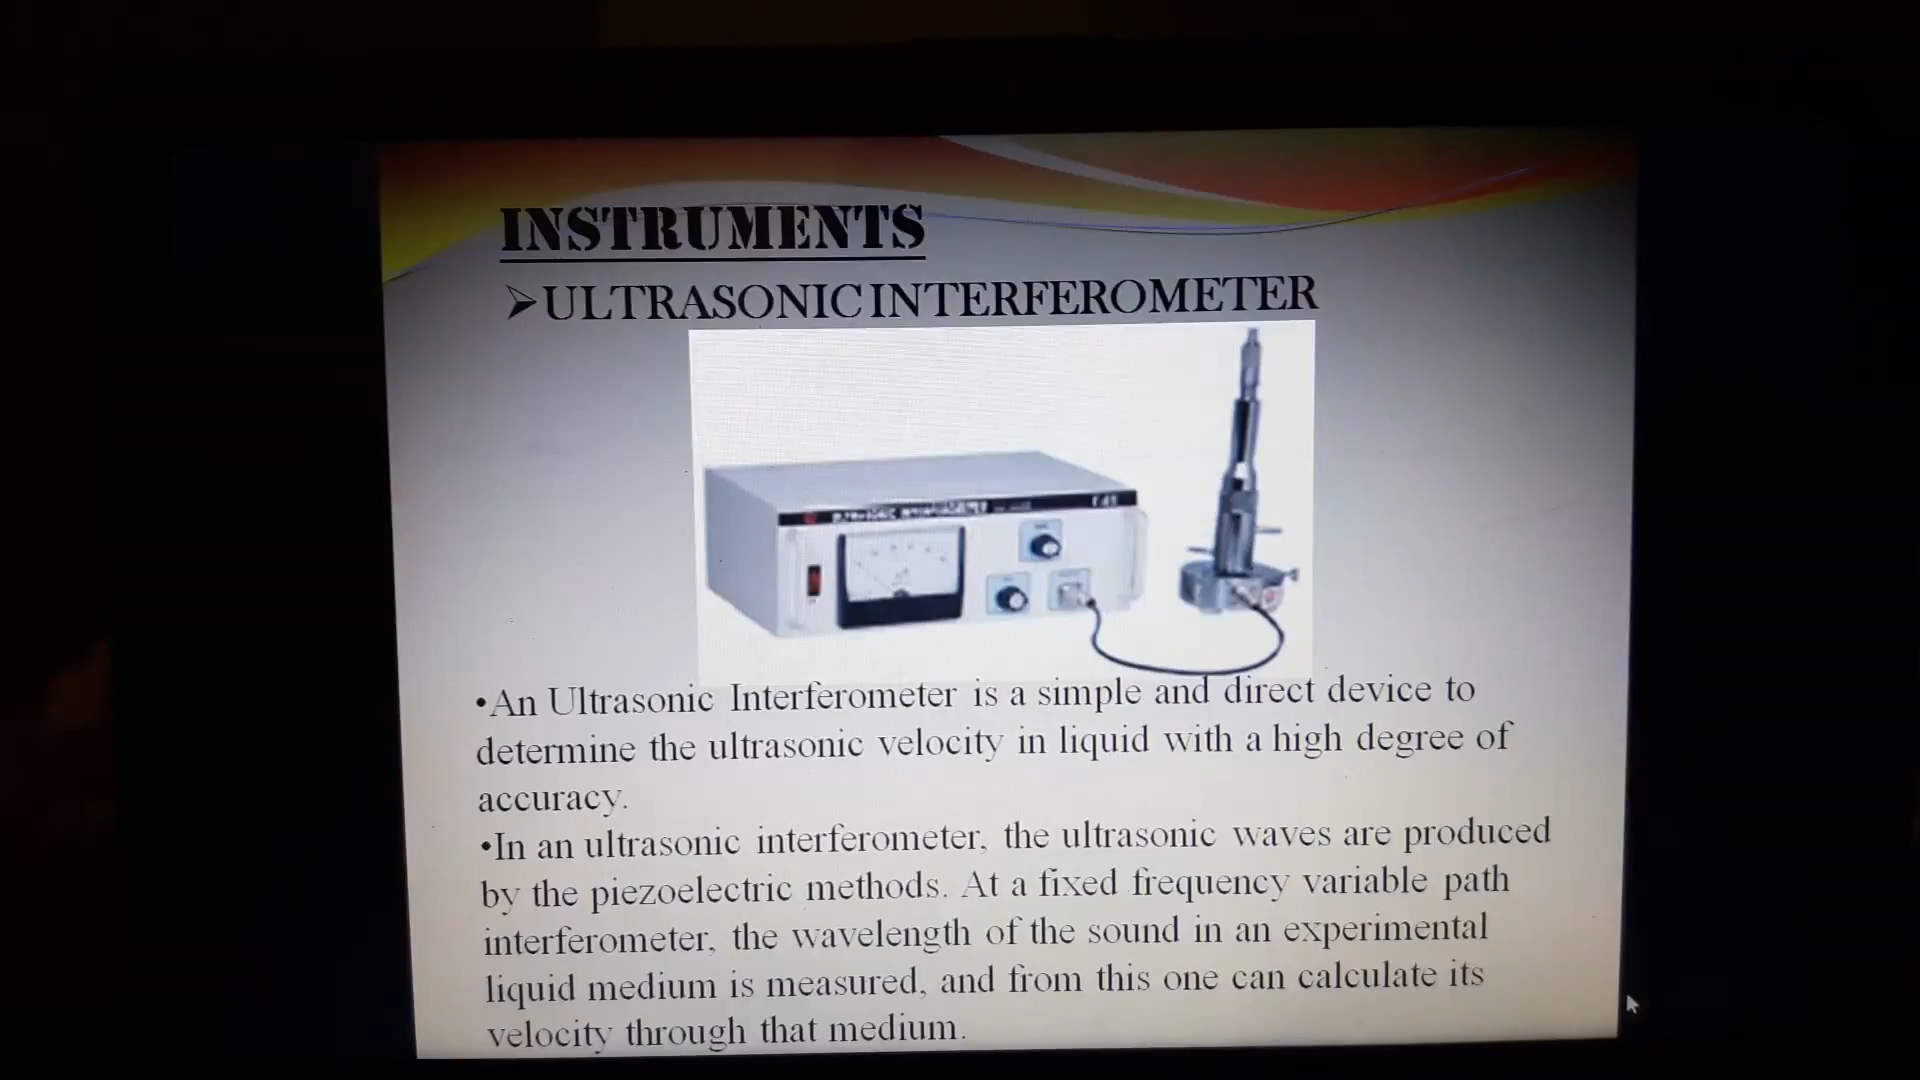 INSTRUMENTS
➢ULTRASONIC INTERFEROMETER
•An Ultrasonic Interferometer is a simple and direct device to
determine the ultrasonic velocity in liquid with a high degree of
accuracy.
•In an ultrasonic interferometer, the ultrasonic waves are produced
by the piezoelectric methods. At a fixed frequency variable path
interferometer, the wavelength of the sound in an experimental
liquid medium is measured, and from this one can calculate its
velocity through that medium.